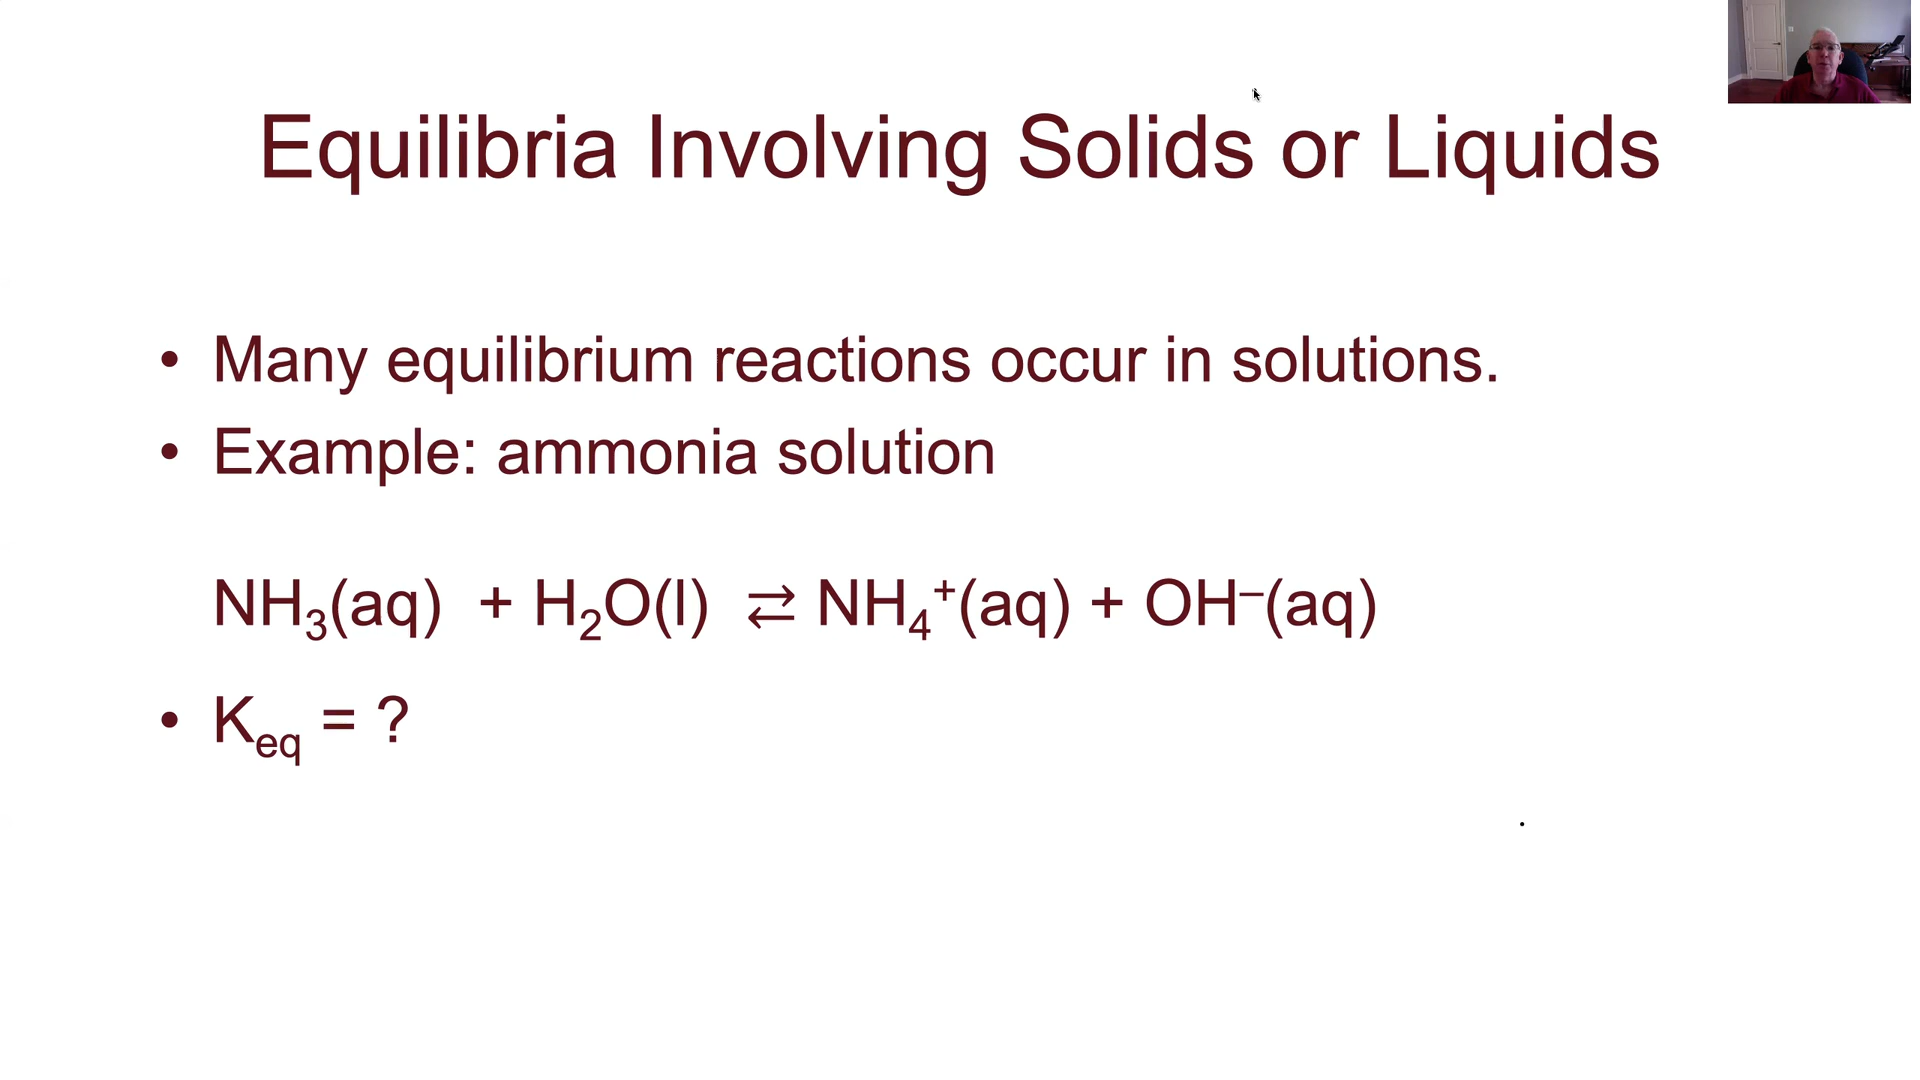 Equilibria Involving Solids or Liquids
• Many equilibrium reactions occur in solutions.
• Example: ammonia solution
NH₃(aq) + H₂O(l) ⇄ NH₄⁺(aq) + OH⁻(aq)
• Keq = ?